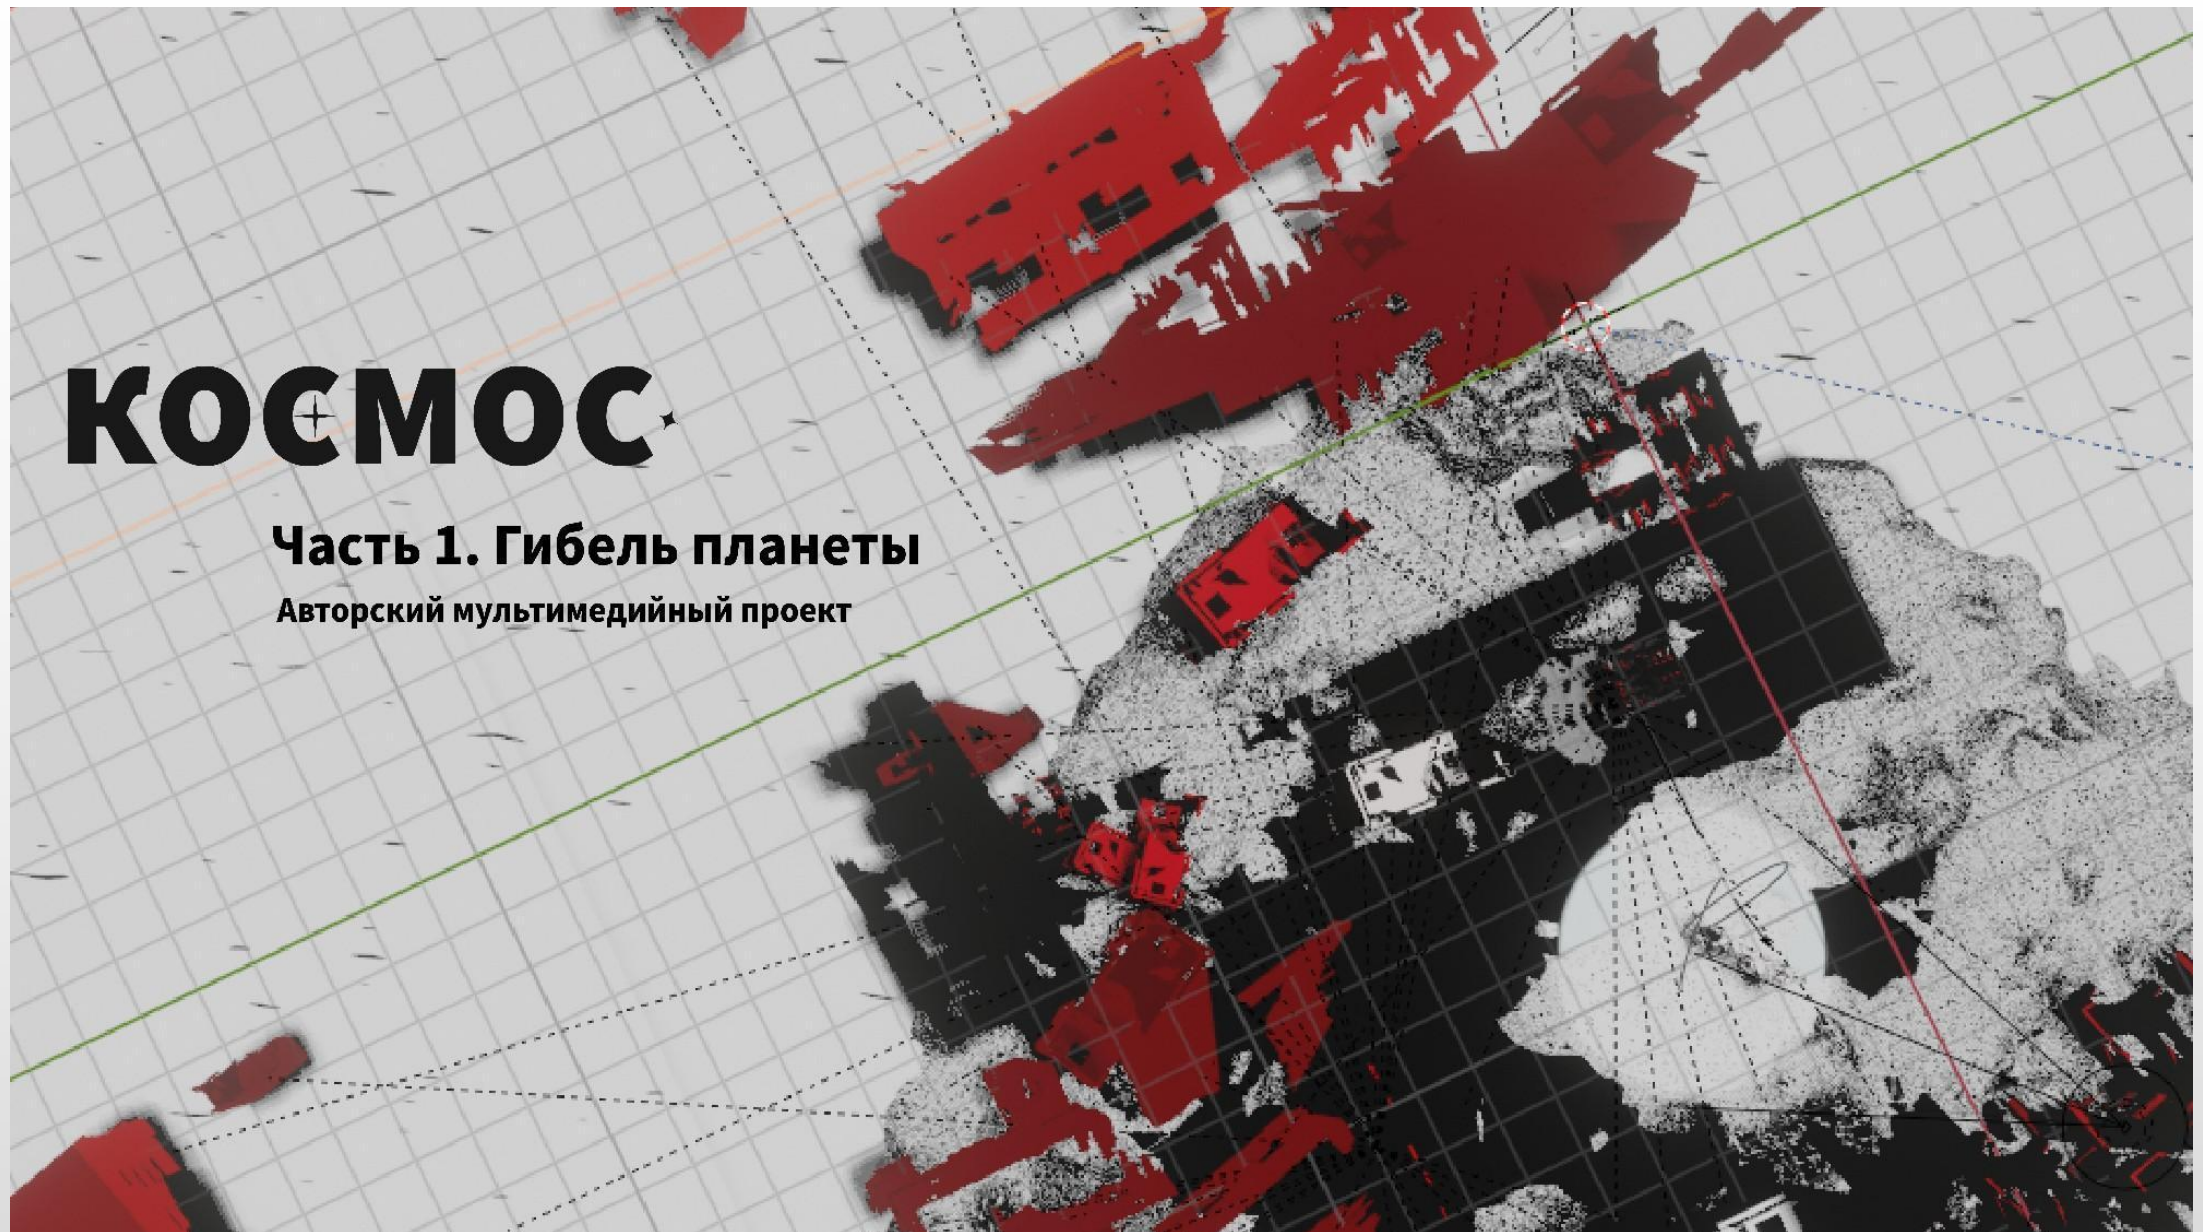 КОСМОС
Часть 1. Гибель планеты
Авторский мультимедийный проект